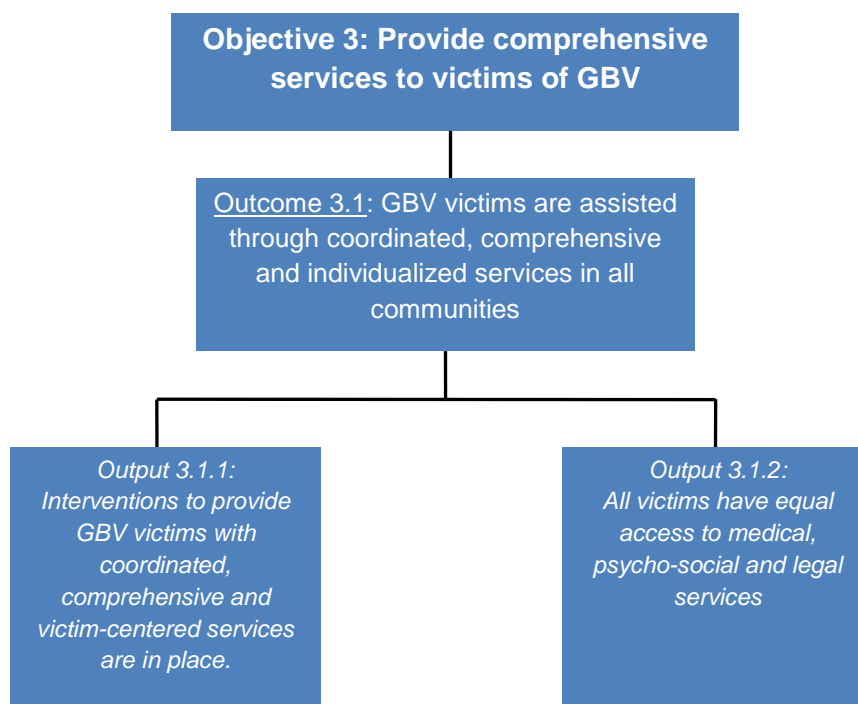 Objective 3: Provide comprehensive
services to victims of GBV
Outcome 3.1: GBV victims are assisted
through coordinated, comprehensive
and individualized services in all
communities
Output 3.1.1:
Interventions to provide
GBV victims with
coordinated,
comprehensive and
victim-centered services
are in place.
Output 3.1.2:
All victims have equal
access to medical,
psycho-social and legal
services